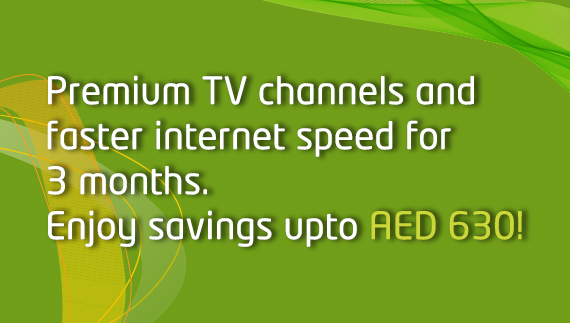 Premium TV channels and
faster internet speed for
3 months.
Enjoy savings upto AED 630!